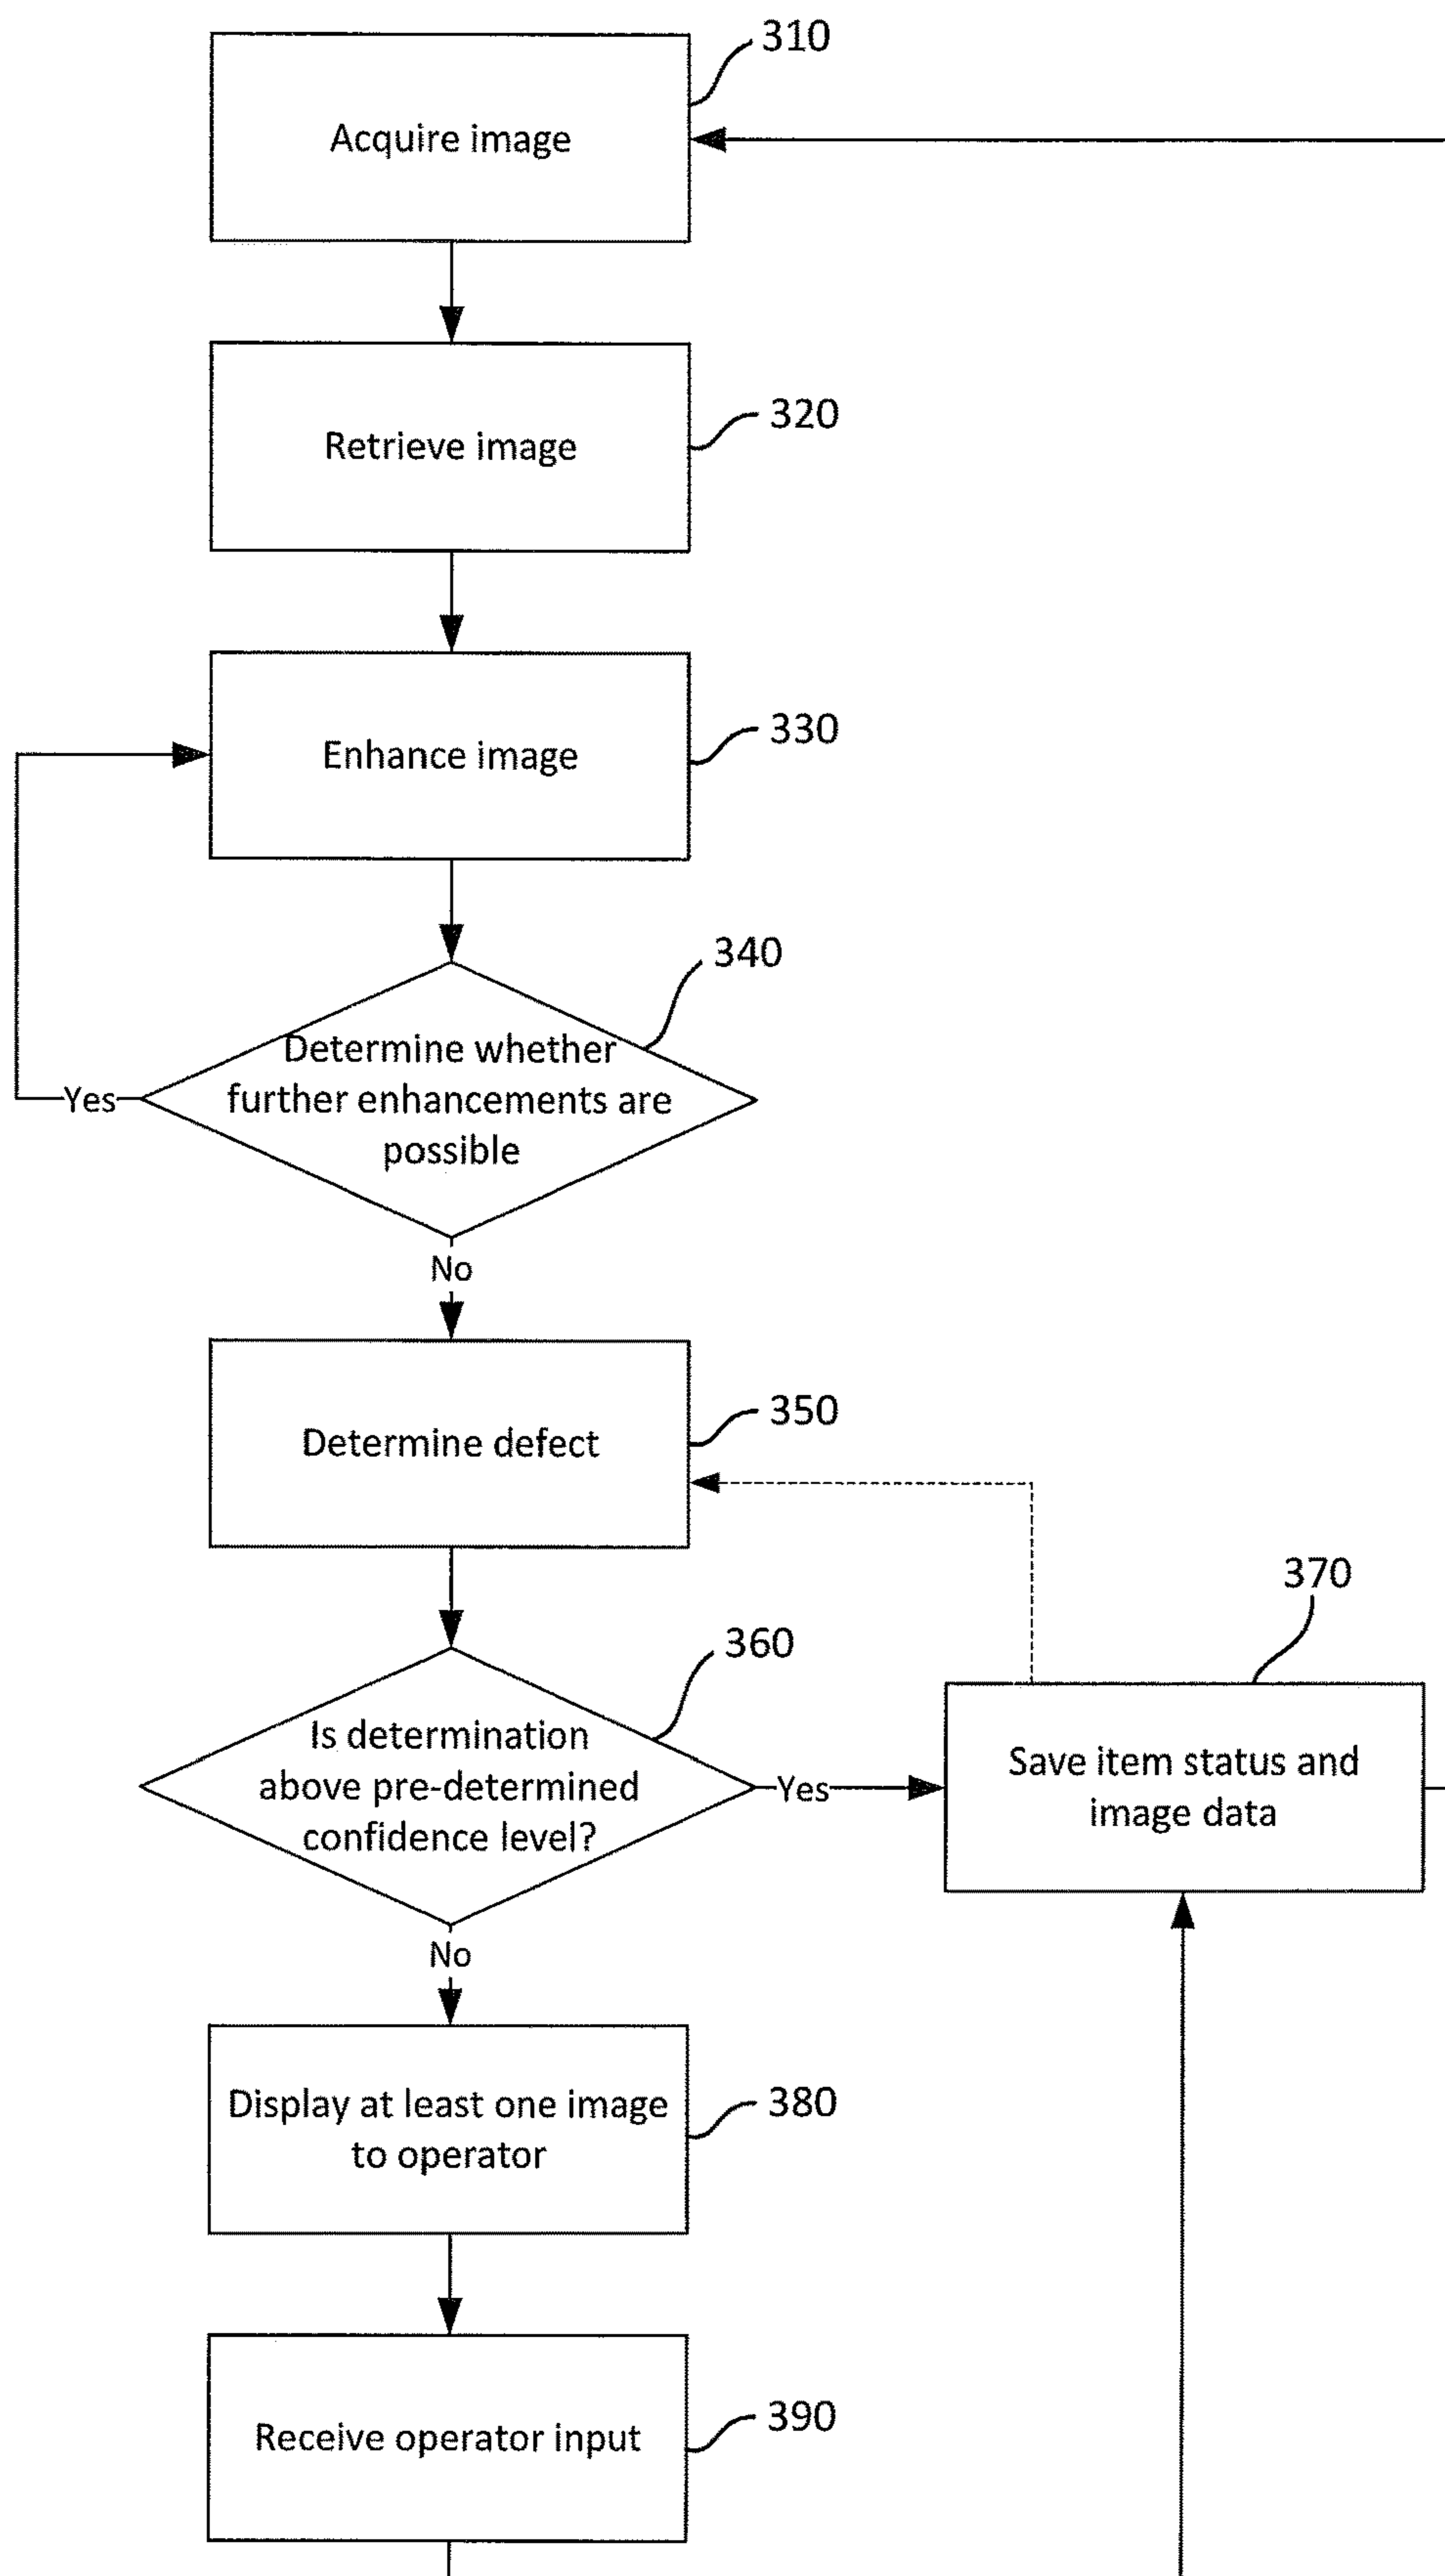 310
Acquire image
320
Retrieve image
330
Enhance image
340
Determine whether
further enhancements are
possible
Yes
No
350
Determine defect
360
370
Is determination
above pre-determined
confidence level?
Yes
Save item status and
image data
No
380
Display at least one image
to operator
390
Receive operator input